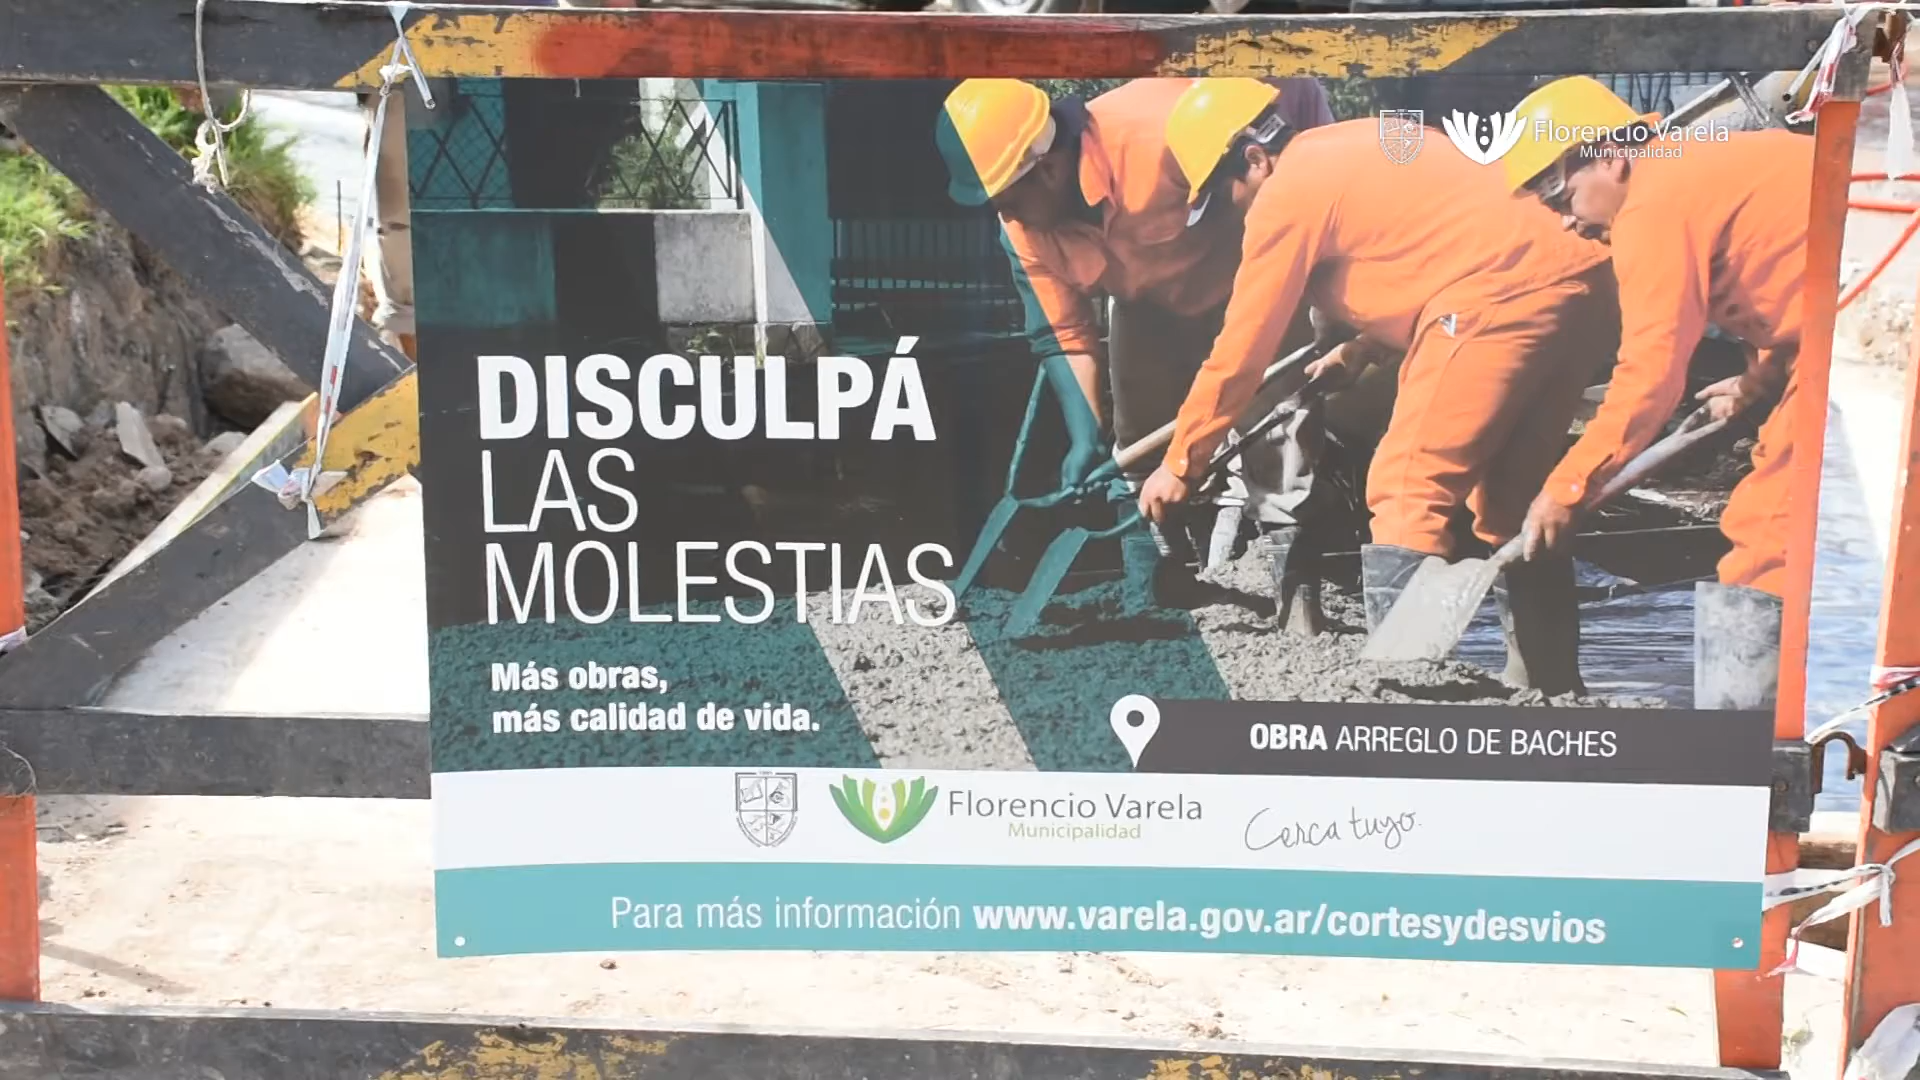 Florencio Varela
Municipalidad
DISCULPÁ
LAS
MOLESTIAS
Más obras,
más calidad de vida.
OBRA ARREGLO DE BACHES
Florencio Varela
Municipalidad
Cerca tuyo.
Para más información www.varela.gov.ar/cortesydesvios